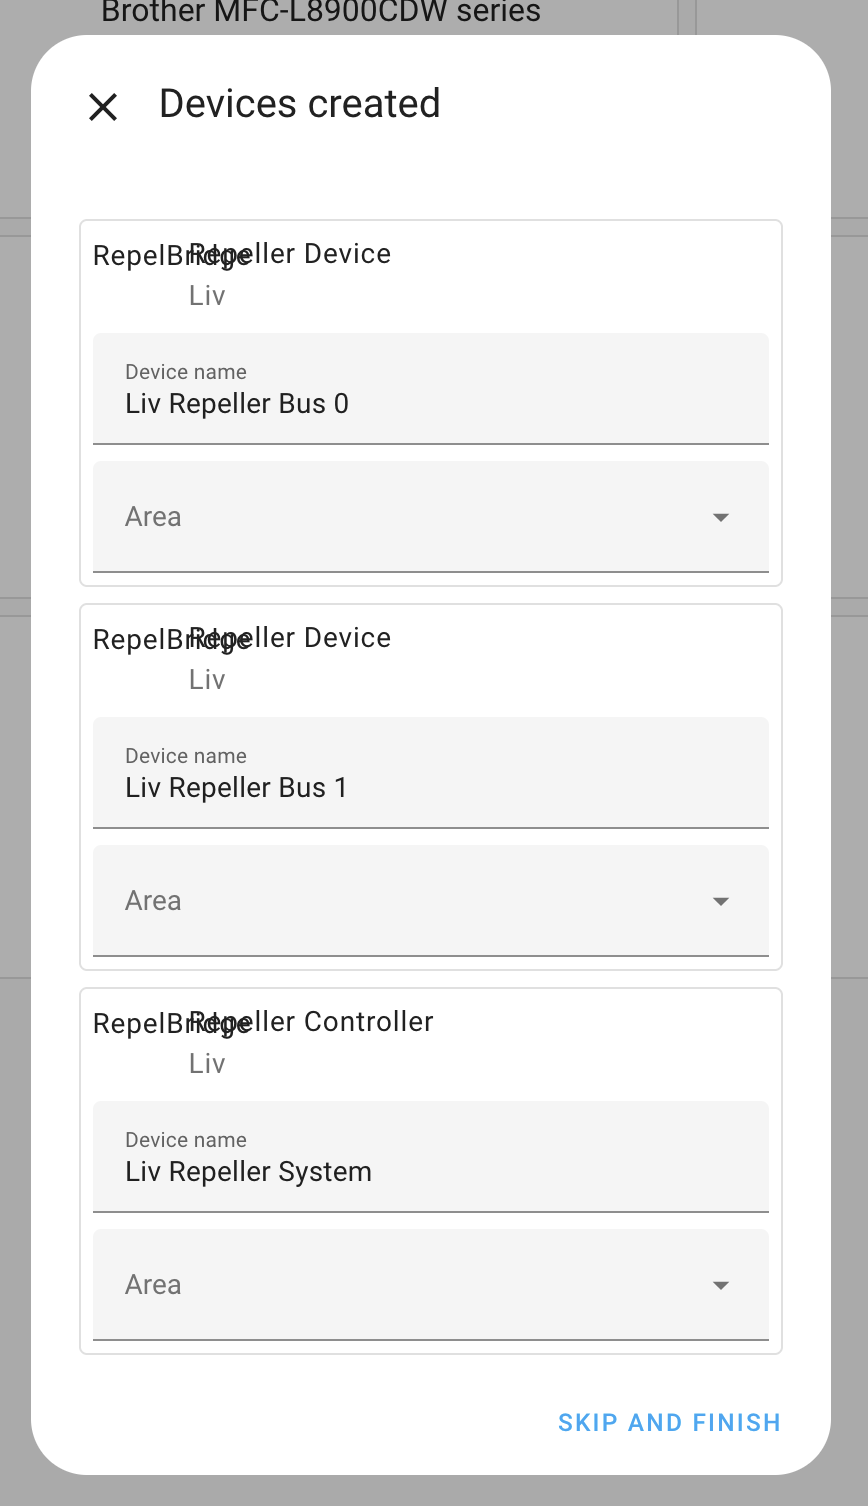 Brother MFC-L8900CDW series
Devices created
RepelBridge
Repeller Device
Liv
Device name
Liv Repeller Bus 0
Area
RepelBridge
Repeller Device
Liv
Device name
Liv Repeller Bus 1
Area
RepelBridge
Repeller Controller
Liv
Device name
Liv Repeller System
Area
SKIP AND FINISH